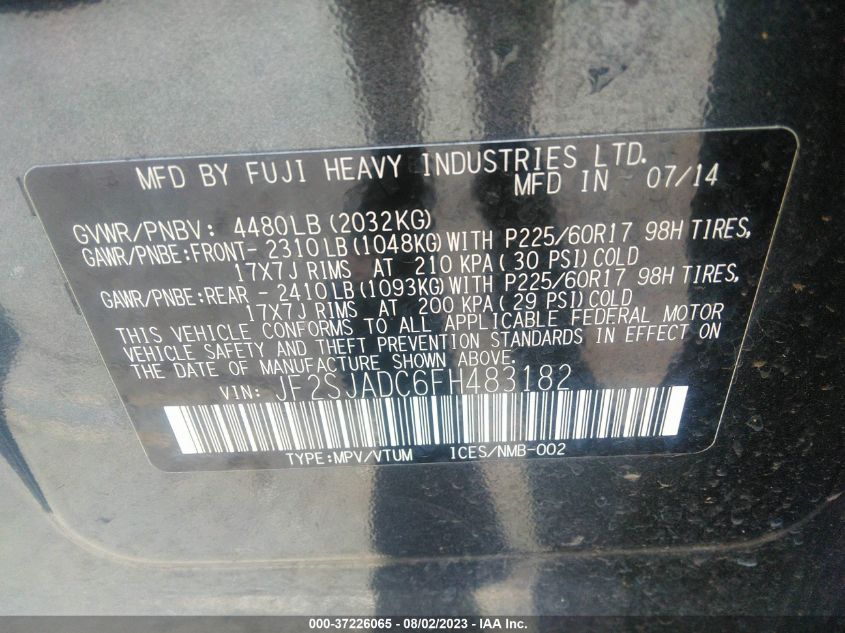 MFD BY FUJI HEAVY INDUSTRIES LTD.
MFD IN 07/14
GVWR/PNBV: 4480LB (2032KG)
GAWR/PNBE:FRONT- 2310LB (1048KG) WITH P225/60R17 98H TIRES,
17X7J RIMS AT 210 KPA (30 PSI) COLD
GAWR/PNBE:REAR - 2410LB (1093KG) WITH P225/60R17 98H TIRES,
17X7J RIMS AT 200 KPA (29 PSI) COLD
THIS VEHICLE CONFORMS TO ALL APPLICABLE FEDERAL MOTOR
VEHICLE SAFETY AND THEFT PREVENTION STANDARDS IN EFFECT ON
THE DATE OF MANUFACTURE SHOWN ABOVE.
VIN: JF2SJADC6FH483182
TYPE:MPV/VTUM ICES/NMB-002
000-37226065 - 08/02/2023 - IAA Inc.